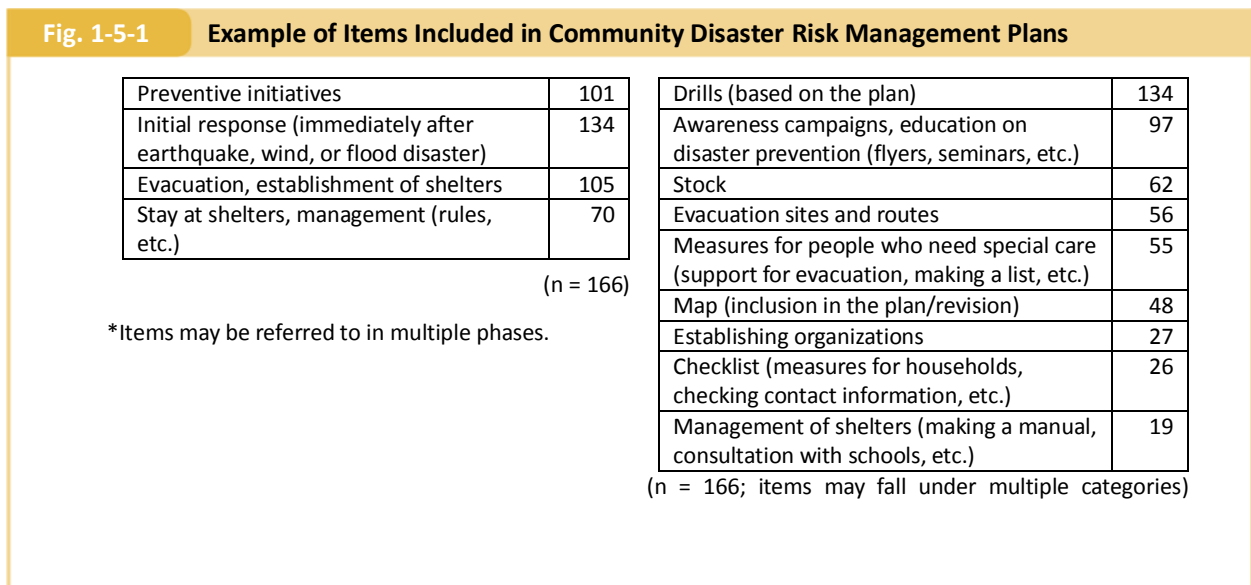 Fig. 1-5-1 Example of Items Included in Community Disaster Risk Management Plans
Preventive initiatives 101
Initial response (immediately after 134
earthquake, wind, or flood disaster)
Evacuation, establishment of shelters 105
Stay at shelters, management (rules, 70
etc.)
(n = 166)
*Items may be referred to in multiple phases.
Drills (based on the plan) 134
Awareness campaigns, education on 97
disaster prevention (flyers, seminars, etc.)
Stock 62
Evacuation sites and routes 56
Measures for people who need special care 55
(support for evacuation, making a list, etc.)
Map (inclusion in the plan/revision) 48
Establishing organizations 27
Checklist (measures for households, 26
checking contact information, etc.)
Management of shelters (making a manual, 19
consultation with schools, etc.)
(n = 166; items may fall under multiple categories)